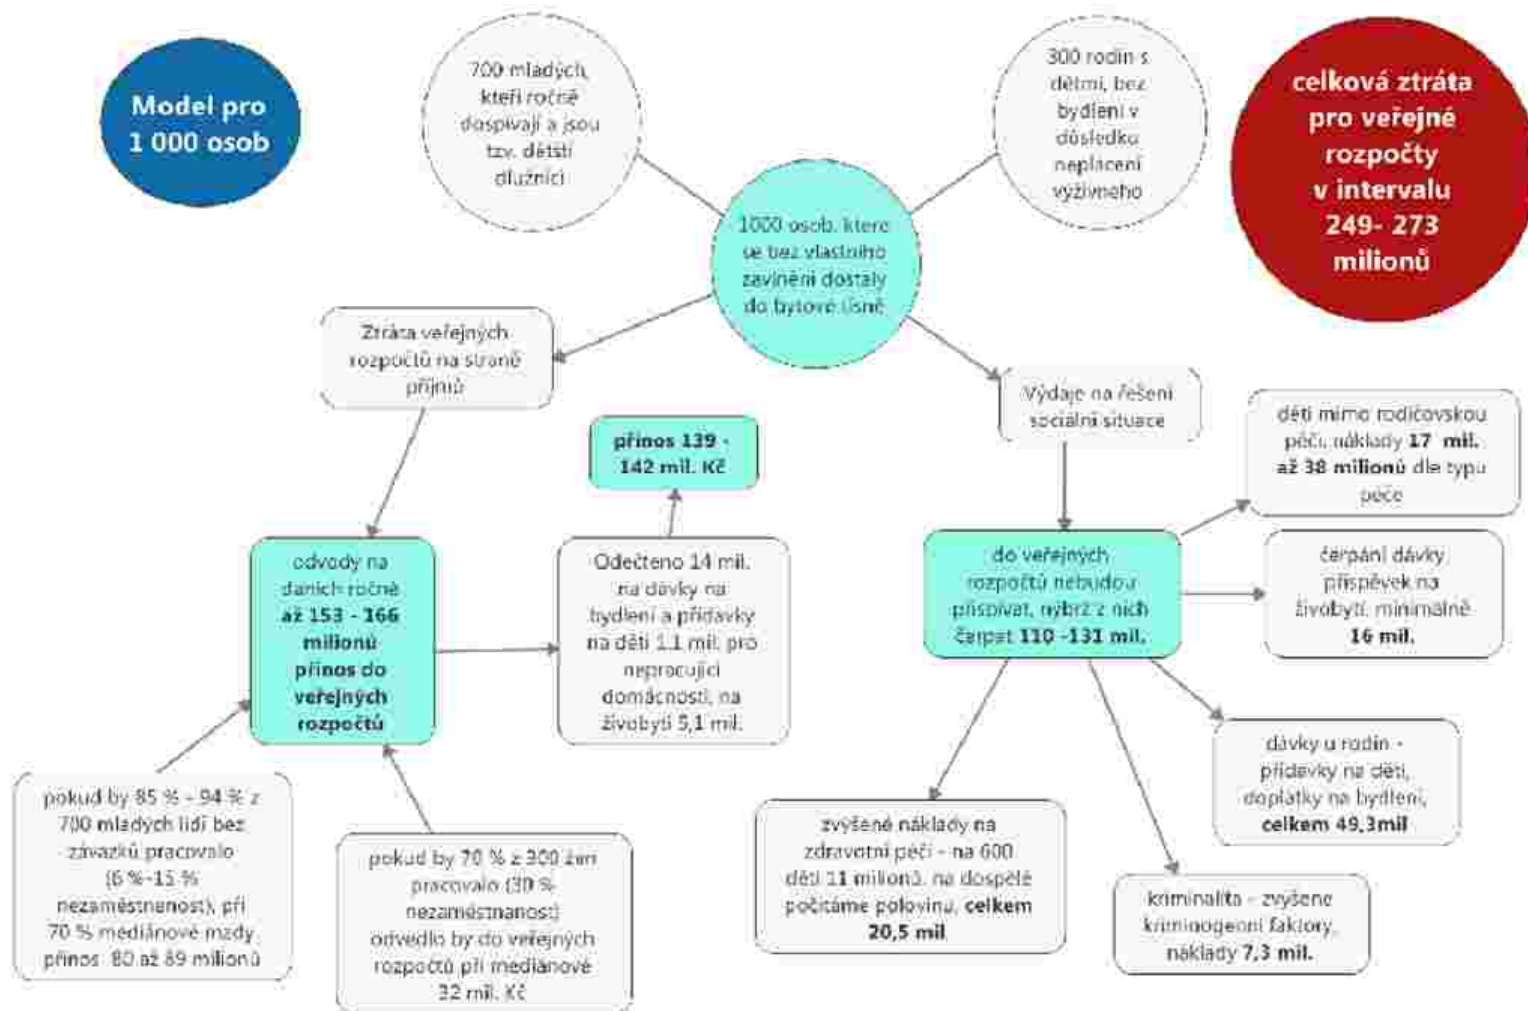 Model pro
1 000 osob
700 mladých,
kteří ročně
dospívají a jsou
tzv. dětští
dlužníci
300 rodin s
dětmi, bez
bydlení v
důsledku
neplacení
výživného
celková ztráta
pro veřejné
rozpočty
v intervalu
249- 273
milionů
1000 osob, které
se bez vlastního
zavinění dostaly
do bytové tísně
Ztráta veřejných
rozpočtů na straně
příjmů
Výdaje na řešení
sociální situace
přínos 139 -
142 mil. Kč
děti mimo rodičovskou
péči, náklady 17 mil.
až 38 milionů dle typu
péče
odvody na
daních ročně
až 153 - 166
milionů
přínos do
veřejných
rozpočtů
Odečteno 14 mil.
na dávky na
bydlení a přídavky
na děti 1,1 mil. pro
nepracující
domácnosti, na
živobytí 5,1 mil.
do veřejných
rozpočtů nebudou
přispívat, nýbrž z nich
čerpat 110 -131 mil.
čerpání dávky
příspěvek na
živobytí, minimálně
16 mil.
dávky u rodin -
přídavky na děti,
doplatky na bydlení,
celkem 49,3mil
pokud by 85 % - 94 % z
700 mladých lidí bez
závazků pracovalo
(6 %-15 %
nezaměstnanost), při
70 % mediánové mzdy
přínos 80 až 89 milionů
pokud by 70 % z 300 žen
pracovalo (30 %
nezaměstnanost)
odvedlo by do veřejných
rozpočtů při mediánové
32 mil. Kč
zvýšené náklady na
zdravotní péči - na 600
dětí 11 milionů, na dospělé
počítáme polovinu, celkem
20,5 mil
kriminalita - zvýšené
kriminogenní faktory,
náklady 7,3 mil.